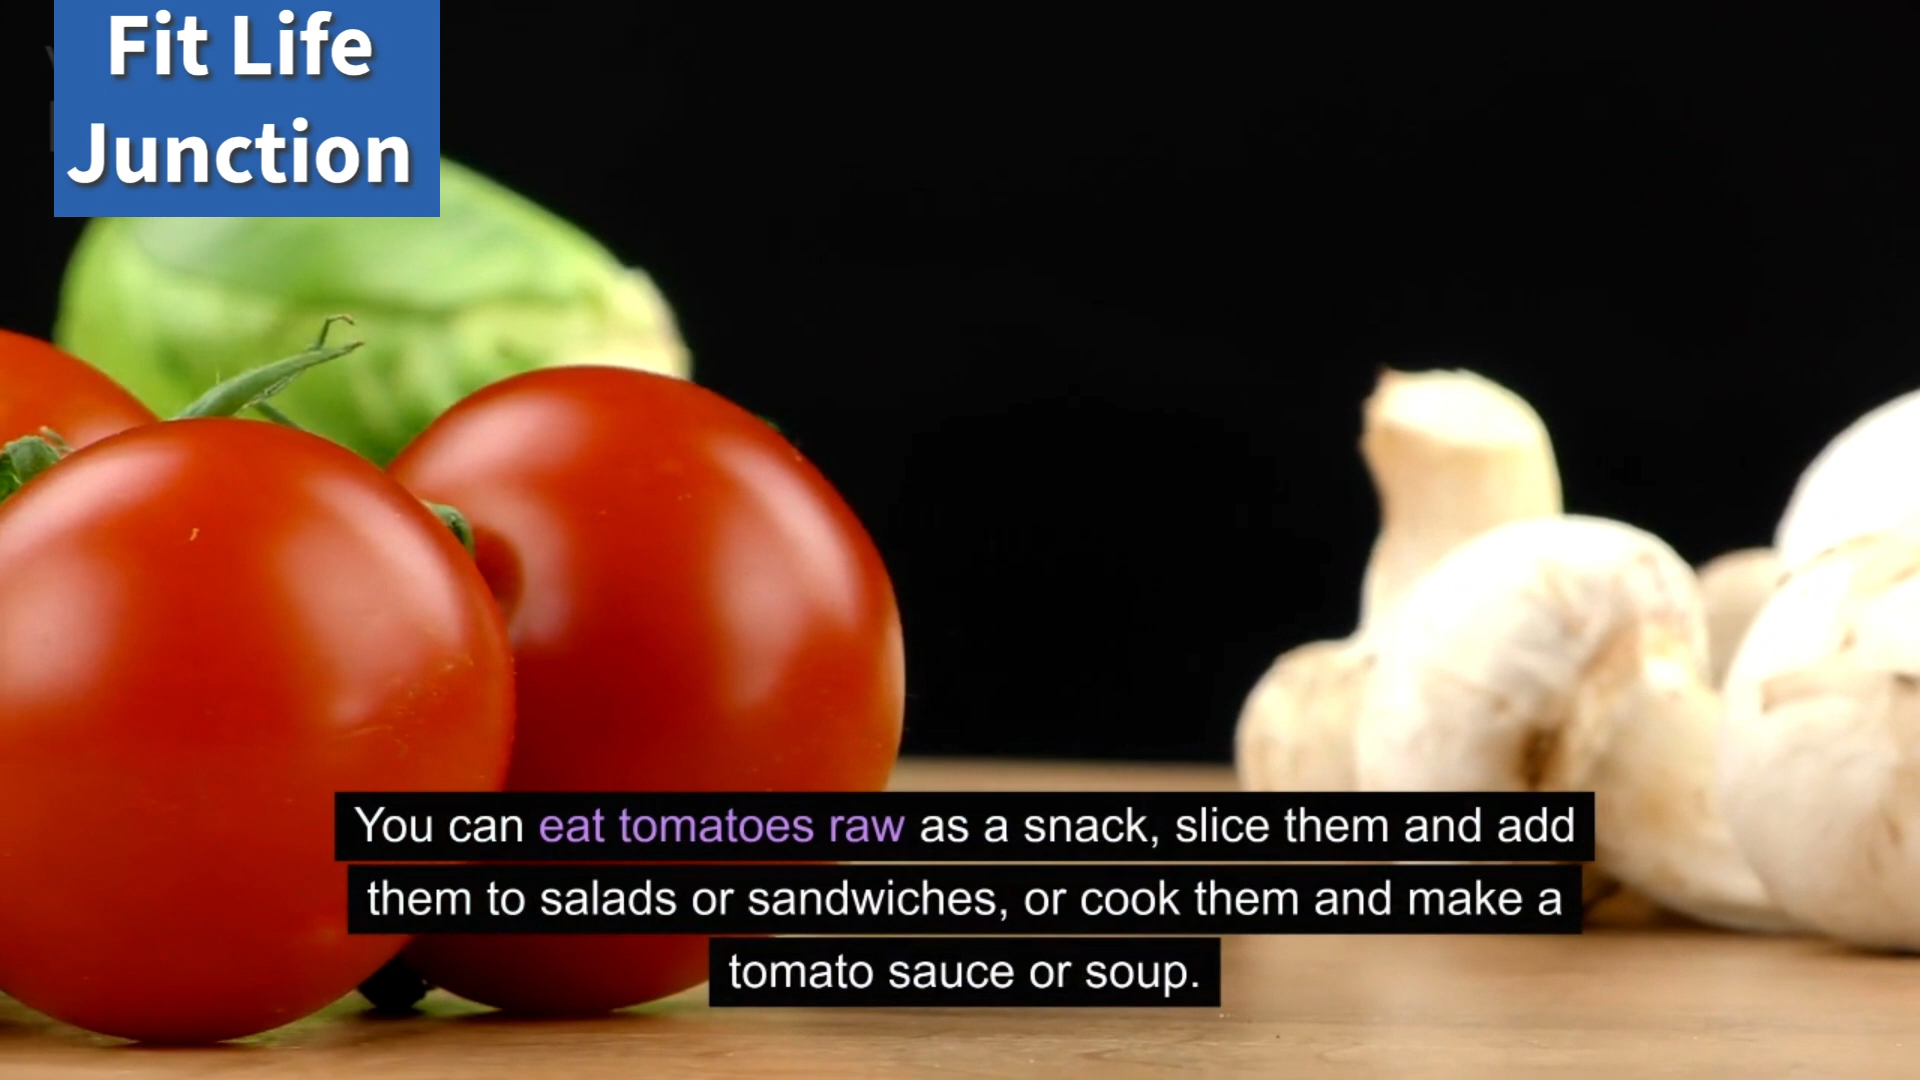 Fit Life
Junction
You can eat tomatoes raw as a snack, slice them and add
them to salads or sandwiches, or cook them and make a
tomato sauce or soup.